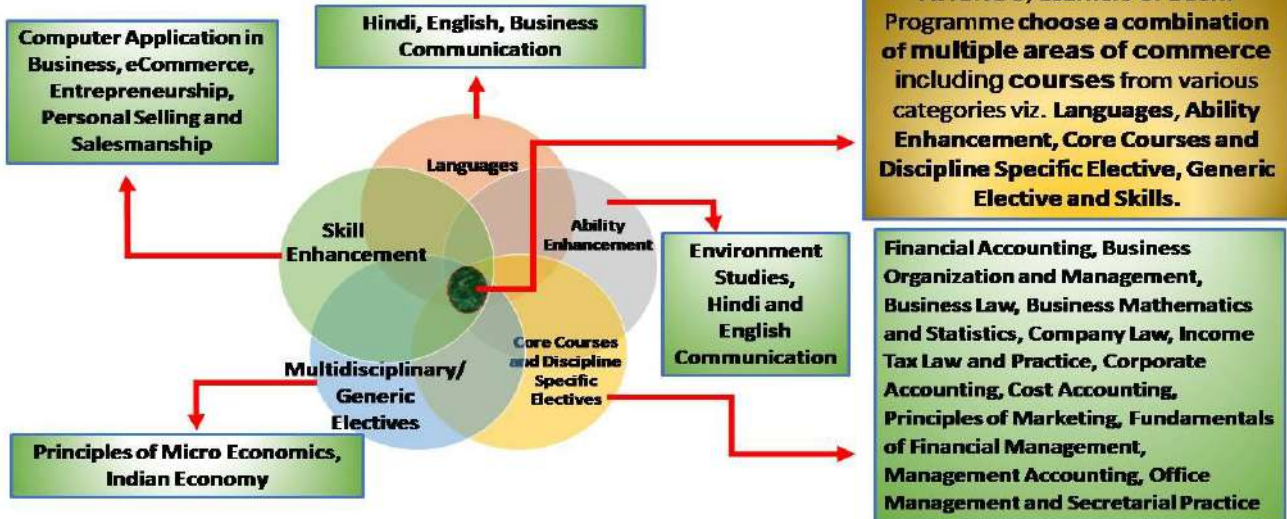 Hindi, English, Business
Communication
Computer Application in
Business, eCommerce,
Entrepreneurship,
Personal Selling and
Salesmanship
Programme choose a combination
of multiple areas of commerce
including courses from various
categories viz. Languages, Ability
Enhancement, Core Courses and
Discipline Specific Elective, Generic
Elective and Skills.
Languages
Skill
Enhancement
Ability
Enhancement
Environment
Studies,
Hindi and
English
Communication
Core Courses
and Discipline
Specific
Electives
Multidisciplinary/
Generic
Electives
Principles of Micro Economics,
Indian Economy
Financial Accounting, Business
Organization and Management,
Business Law, Business Mathematics
and Statistics, Company Law, Income
Tax Law and Practice, Corporate
Accounting, Cost Accounting,
Principles of Marketing, Fundamentals
of Financial Management,
Management Accounting, Office
Management and Secretarial Practice